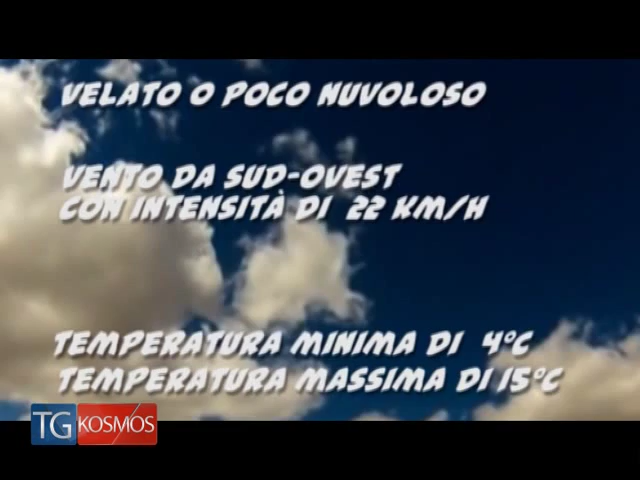 VELATO O POCO NUVOLOSO
VENTO DA SUD-OVEST
CON INTENSITÀ DI 22 KM/H
TEMPERATURA MINIMA DI 4°C
TEMPERATURA MASSIMA DI 15°C
TG KOSMOS